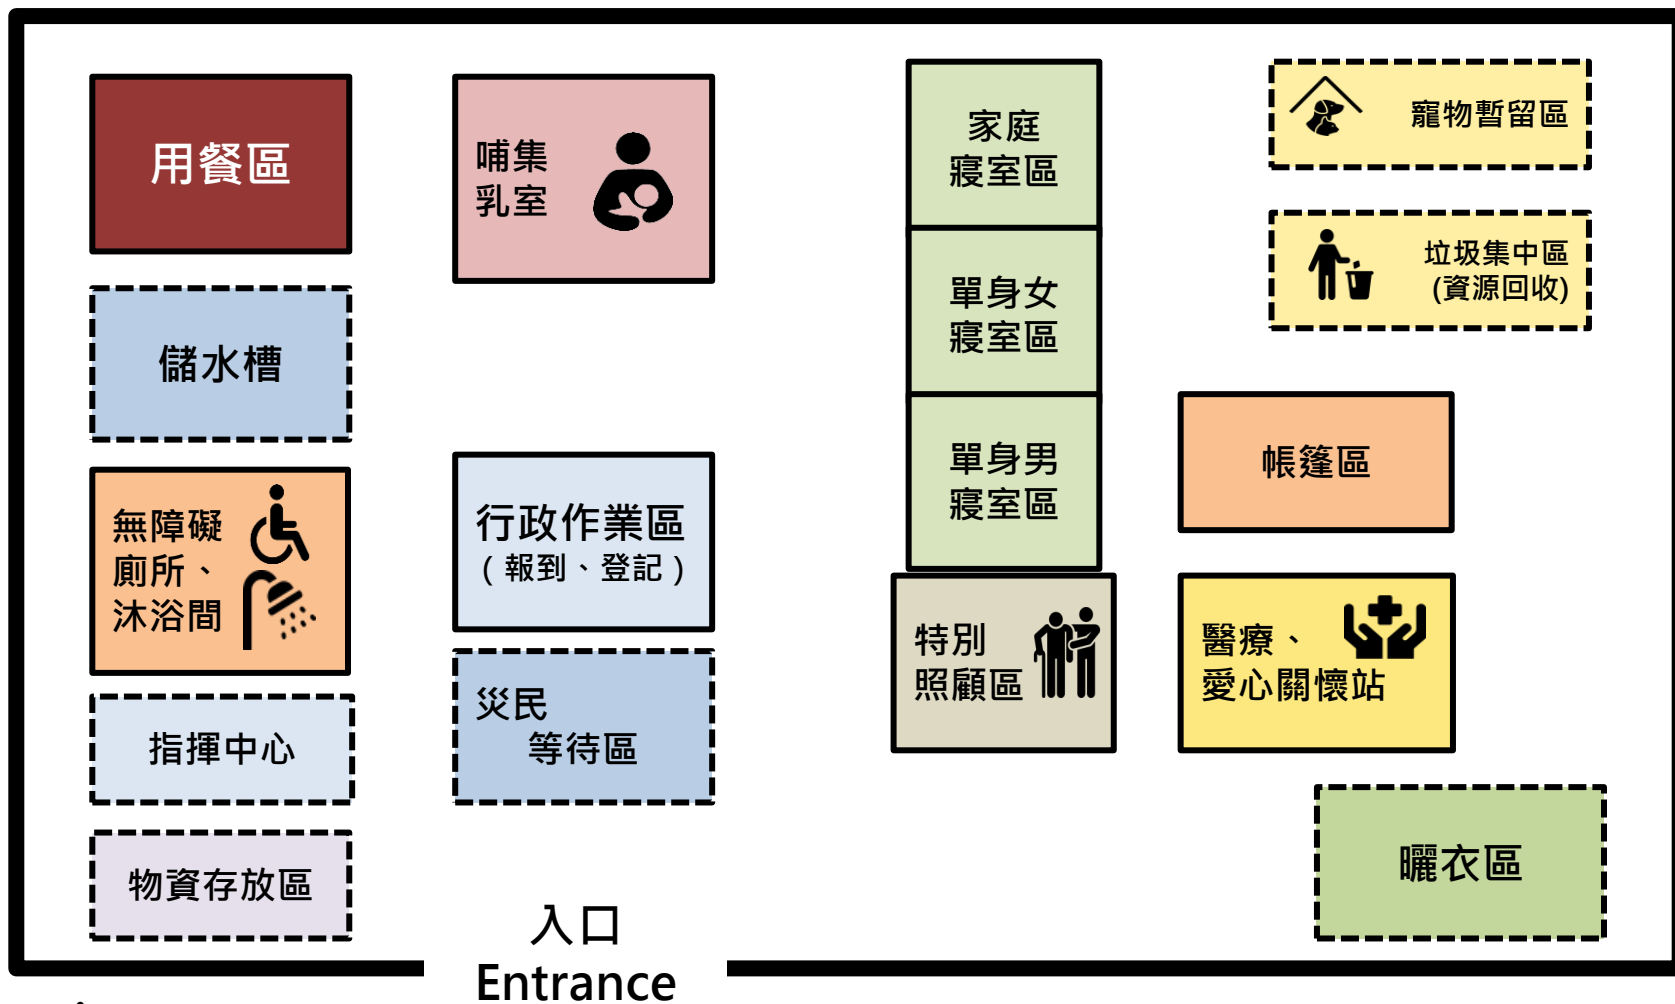 用餐區
哺集
乳室
家庭
寢室區
寵物暫留區
垃圾集中區
(資源回收)
儲水槽
單身女
寢室區
單身男
寢室區
帳篷區
無障礙
廁所、
沐浴間
行政作業區
(報到、登記)
特別
照顧區
醫療、
愛心關懷站
指揮中心
災民
等待區
物資存放區
曬衣區
入口
Entrance